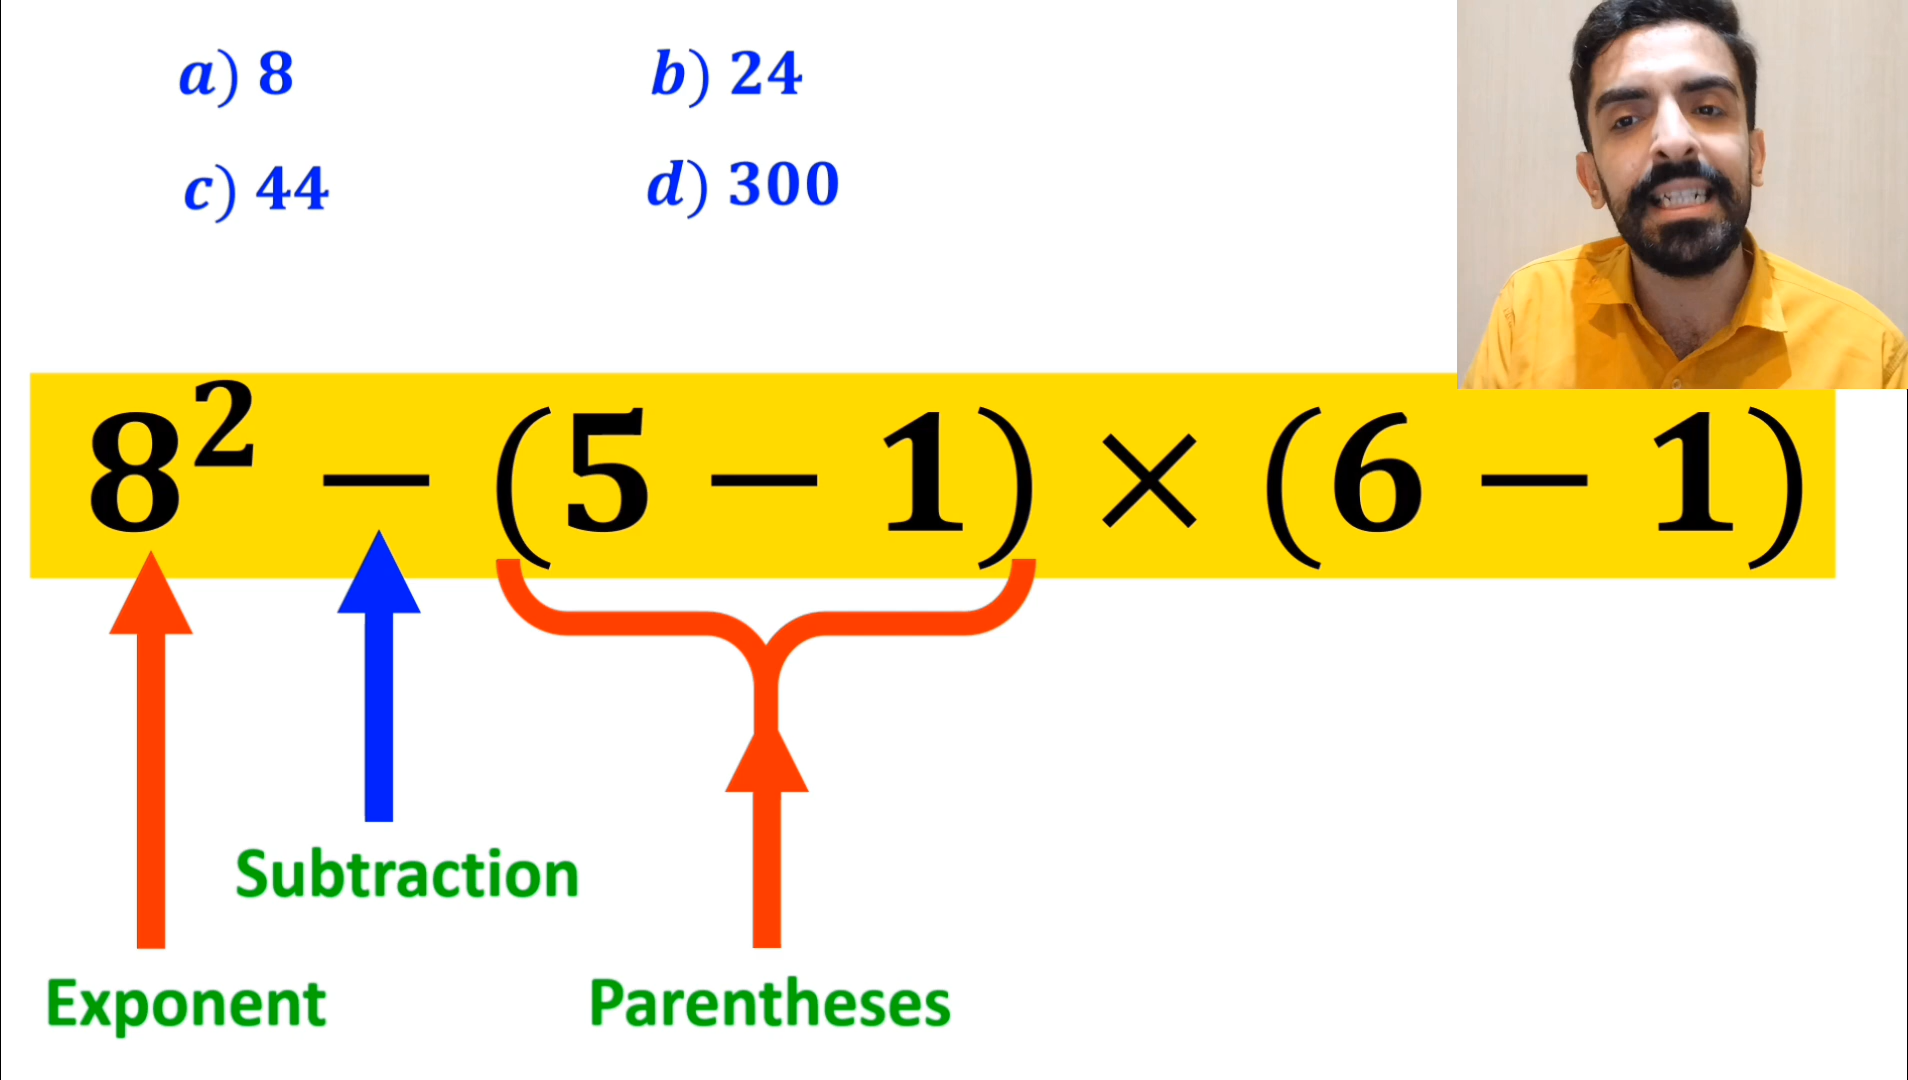 a) 8 b) 24
c) 44 d) 300
8² − (5 − 1) × (6 − 1)
Subtraction
Exponent Parentheses